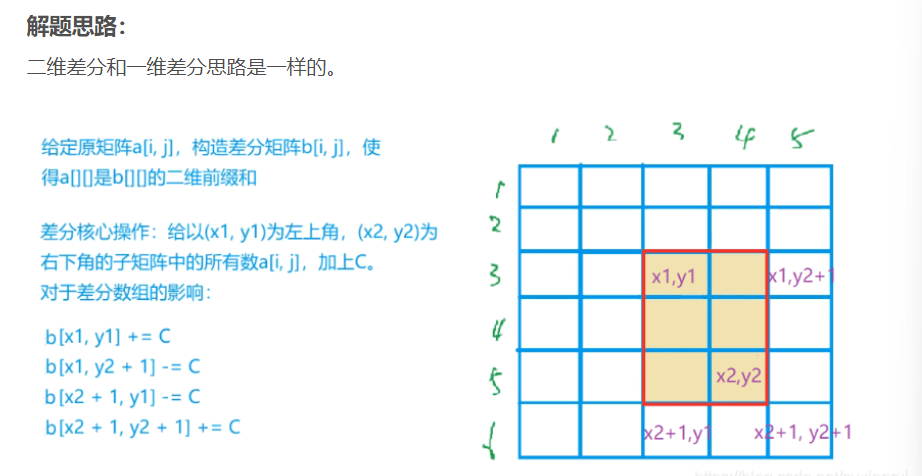 解题思路：
二维差分和一维差分思路是一样的。
给定原矩阵a[i, j]，构造差分矩阵b[i, j]，使
得a[][]是b[][]的二维前缀和
差分核心操作：给以(x1, y1)为左上角，(x2, y2)为
右下角的子矩阵中的所有数a[i, j]，加上C。
对于差分数组的影响：
b[x1, y1] += C
b[x1, y2 + 1] -= C
b[x2 + 1, y1] -= C
b[x2 + 1, y2 + 1] += C
1 2 3 4 5
1
2
3
x1,y1
x1,y2+1
4
5
x2,y2
x2+1,y1
x2+1, y2+1